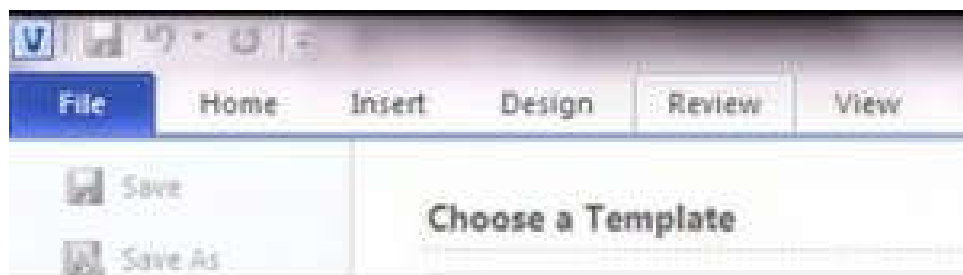 V
File Home Insert Design Review View
Save
Choose a Template
Save As